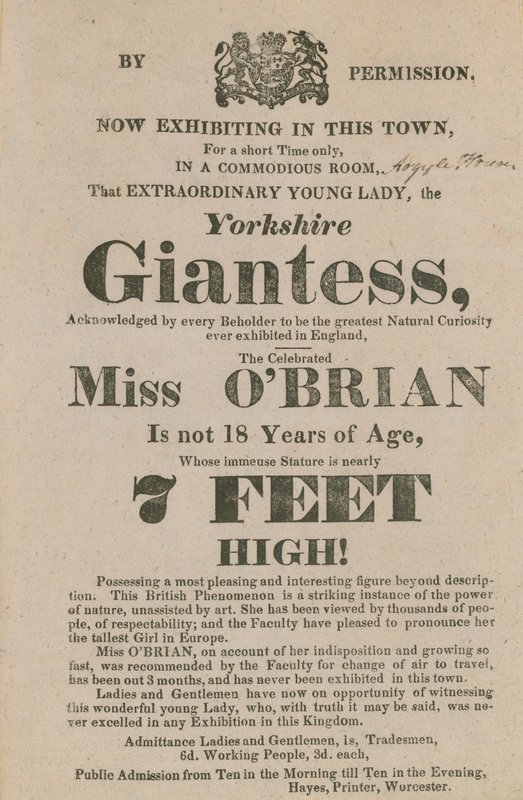 BY PERMISSION.
NOW EXHIBITING IN THIS TOWN,
For a short Time only,
IN A COMMODIOUS ROOM, Argyle House
That EXTRAORDINARY YOUNG LADY, the
Yorkshire
Giantess,
Acknowledged by every Beholder to be the greatest Natural Curiosity
ever exhibited in England,
The Celebrated
Miss O'BRIAN
Is not 18 Years of Age,
Whose immense Stature is nearly
7 FEET
HIGH!
Possessing a most pleasing and interesting figure beyond descrip-
tion. This British Phenomenon is a striking instance of the power
of nature, unassisted by art. She has been viewed by thousands of peo-
ple, of respectability; and the Faculty have pleased to pronounce her
the tallest Girl in Europe.
Miss O'BRIAN, on account of her indisposition and growing so
fast, was recommended by the Faculty for change of air to travel,
has been out 3 months, and has never been exhibited in this town.
Ladies and Gentlemen have now on opportunity of witnessing
this wonderful young Lady, who, with truth it may be said, was ne-
ver excelled in any Exhibition in this Kingdom.
Admittance Ladies and Gentlemen, 1s, Tradesmen,
6d. Working People, 3d. each,
Public Admission from Ten in the Morning till Ten in the Evening,
Hayes, Printer, Worcester.